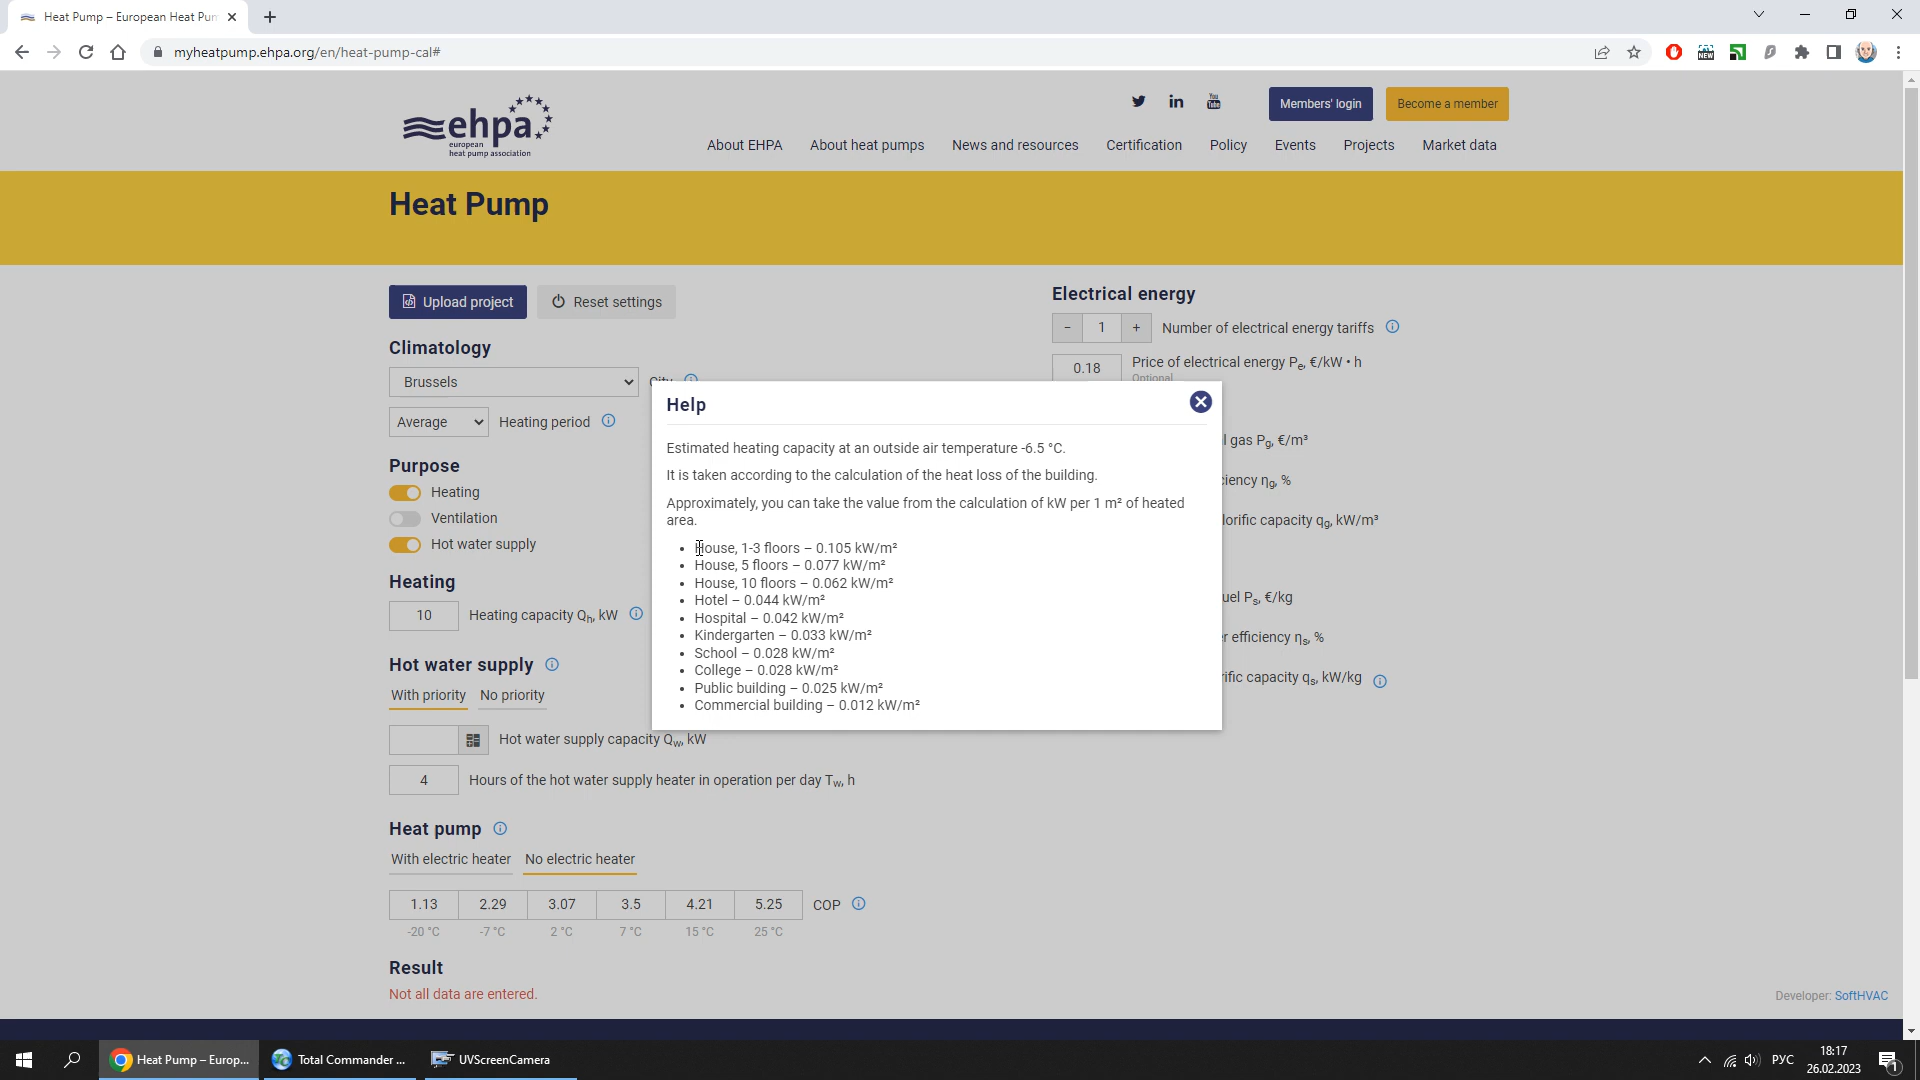 Heat Pump – European Heat Pum
myheatpump.ehpa.org/en/heat-pump-cal#
NEW
ehpa
european
heat pump association
You
Tube
Members' login
Become a member
About EHPA
About heat pumps
News and resources
Certification
Policy
Events
Projects
Market data
Heat Pump
Upload project
Reset settings
Climatology
Brussels
City
Average
Heating period
Purpose
Heating
Ventilation
Hot water supply
Heating
10
Heating capacity Qh, kW
Hot water supply
With priority
No priority
Hot water supply capacity Qw, kW
4
Hours of the hot water supply heater in operation per day Tw, h
Heat pump
With electric heater
No electric heater
1.13 2.29 3.07 3.5 4.21 5.25 COP
-20 °C -7 °C 2 °C 7 °C 15 °C 25 °C
Result
Not all data are entered.
Electrical energy
- 1 + Number of electrical energy tariffs
0.18 Price of electrical energy Pe, €/kW • h
Optional
l gas Pg, €/m³
iency ηg, %
lorific capacity qg, kW/m³
uel Ps, €/kg
r efficiency ηs, %
rific capacity qs, kW/kg
Help
Estimated heating capacity at an outside air temperature -6.5 °C.
It is taken according to the calculation of the heat loss of the building.
Approximately, you can take the value from the calculation of kW per 1 m² of heated
area.
• House, 1-3 floors – 0.105 kW/m²
• House, 5 floors – 0.077 kW/m²
• House, 10 floors – 0.062 kW/m²
• Hotel – 0.044 kW/m²
• Hospital – 0.042 kW/m²
• Kindergarten – 0.033 kW/m²
• School – 0.028 kW/m²
• College – 0.028 kW/m²
• Public building – 0.025 kW/m²
• Commercial building – 0.012 kW/m²
Developer: SoftHVAC
Heat Pump – Europ...
Total Commander ...
UVScreenCamera
РУС
18:17
26.02.2023
1